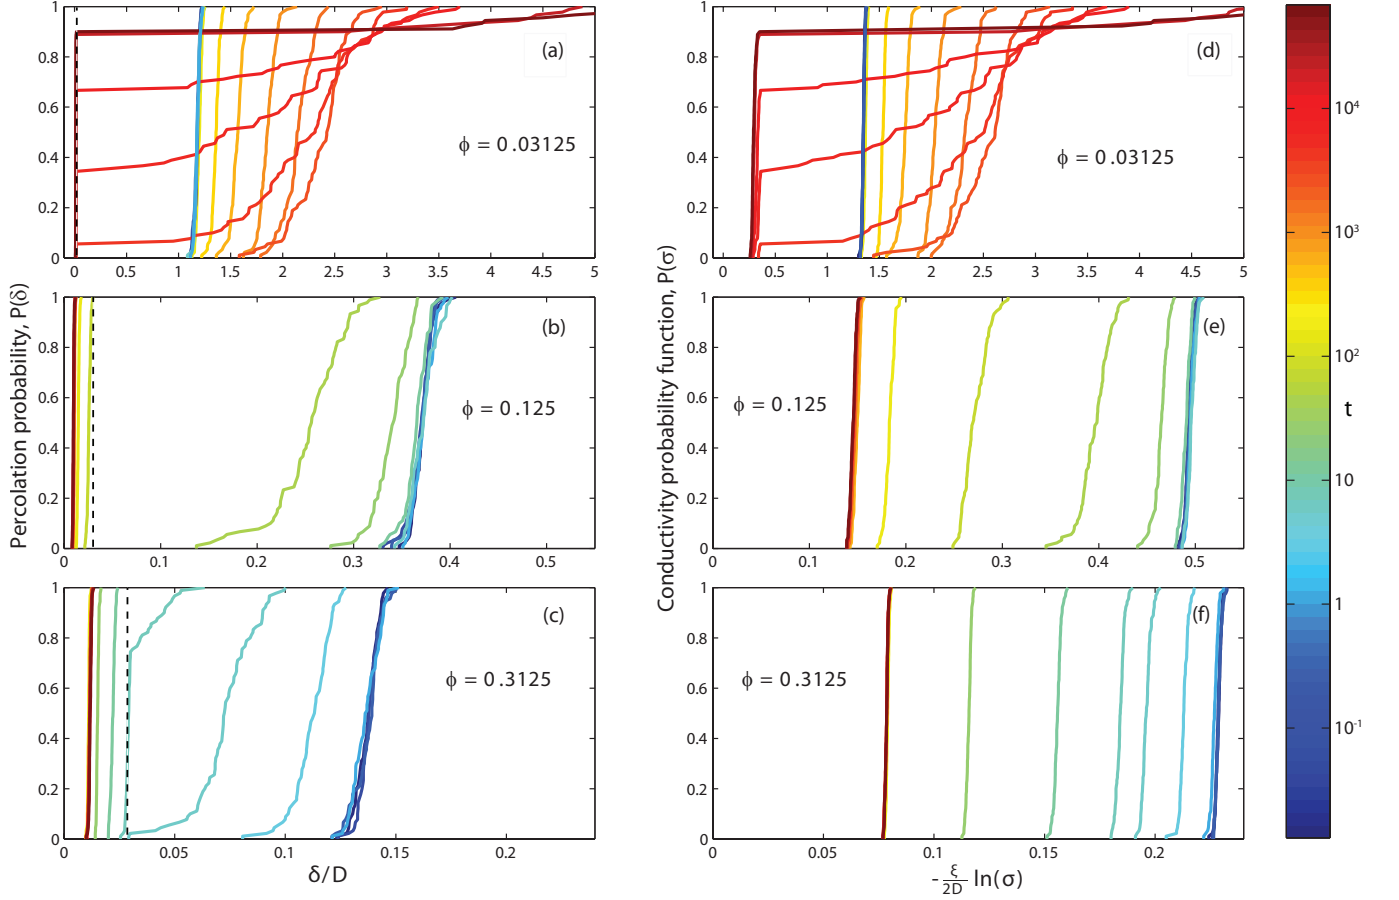 Percolation probability, P(δ)
1
0.8
0.6
0.4
0.2
0
(a)
ϕ = 0.03125
0 0.5 1 1.5 2 2.5 3 3.5 4 4.5 5
1
0.8
0.6
0.4
0.2
0
(b)
ϕ = 0.125
0 0.1 0.2 0.3 0.4 0.5
1
0.8
0.6
0.4
0.2
0
(c)
ϕ = 0.3125
0 0.05 0.1 0.15 0.2
δ/D
Conductivity probability function, P(σ)
1
0.8
0.6
0.4
0.2
0
(d)
ϕ = 0.03125
0 0.5 1 1.5 2 2.5 3 3.5 4 4.5 5
1
0.8
0.6
0.4
0.2
0
(e)
ϕ = 0.125
0 0.1 0.2 0.3 0.4 0.5
1
0.8
0.6
0.4
0.2
0
(f)
ϕ = 0.3125
0 0.05 0.1 0.15 0.2
- ξ/2D ln(σ)
10⁴
10³
10²
t
10
1
10⁻¹